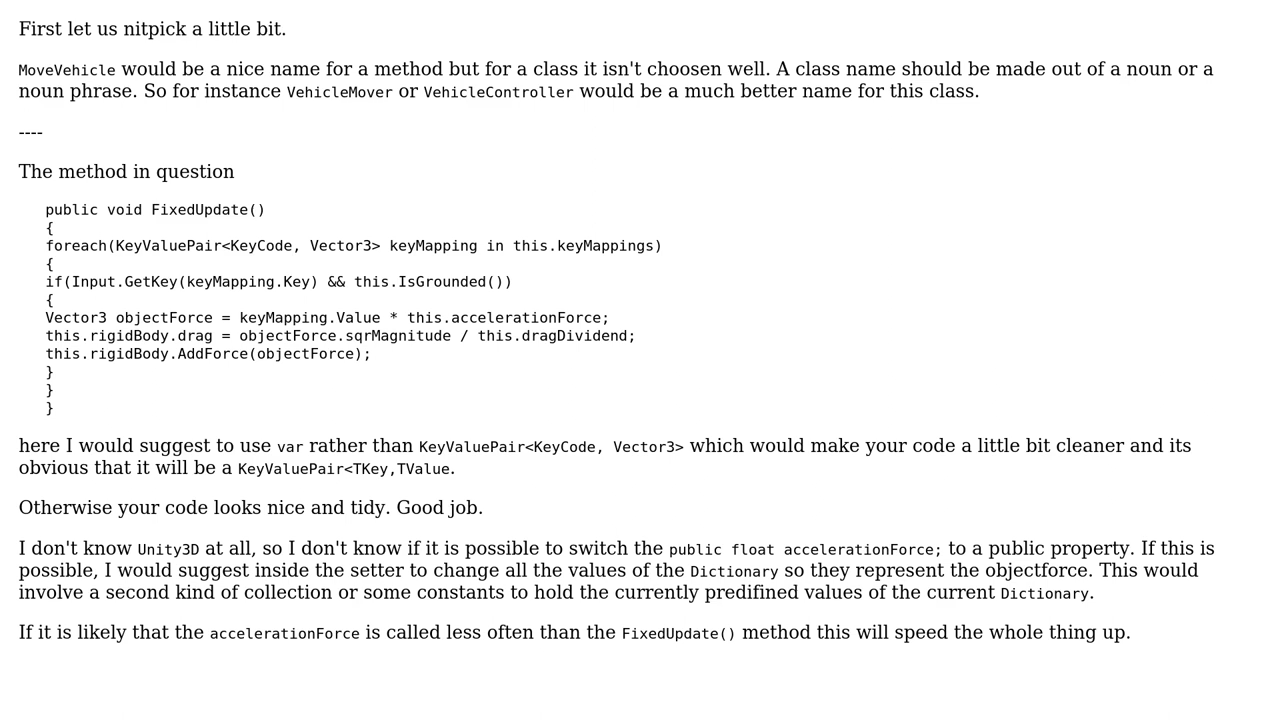 First let us nitpick a little bit.
MoveVehicle would be a nice name for a method but for a class it isn't choosen well. A class name should be made out of a noun or a
noun phrase. So for instance VehicleMover or VehicleController would be a much better name for this class.
----
The method in question
public void FixedUpdate()
{
foreach(KeyValuePair<KeyCode, Vector3> keyMapping in this.keyMappings)
{
if(Input.GetKey(keyMapping.Key) && this.IsGrounded())
{
Vector3 objectForce = keyMapping.Value * this.accelerationForce;
this.rigidBody.drag = objectForce.sqrMagnitude / this.dragDividend;
this.rigidBody.AddForce(objectForce);
}
}
}
here I would suggest to use var rather than KeyValuePair<KeyCode, Vector3> which would make your code a little bit cleaner and its
obvious that it will be a KeyValuePair<TKey,TValue.
Otherwise your code looks nice and tidy. Good job.
I don't know Unity3D at all, so I don't know if it is possible to switch the public float accelerationForce; to a public property. If this is
possible, I would suggest inside the setter to change all the values of the Dictionary so they represent the objectforce. This would
involve a second kind of collection or some constants to hold the currently predifined values of the current Dictionary.
If it is likely that the accelerationForce is called less often than the FixedUpdate() method this will speed the whole thing up.